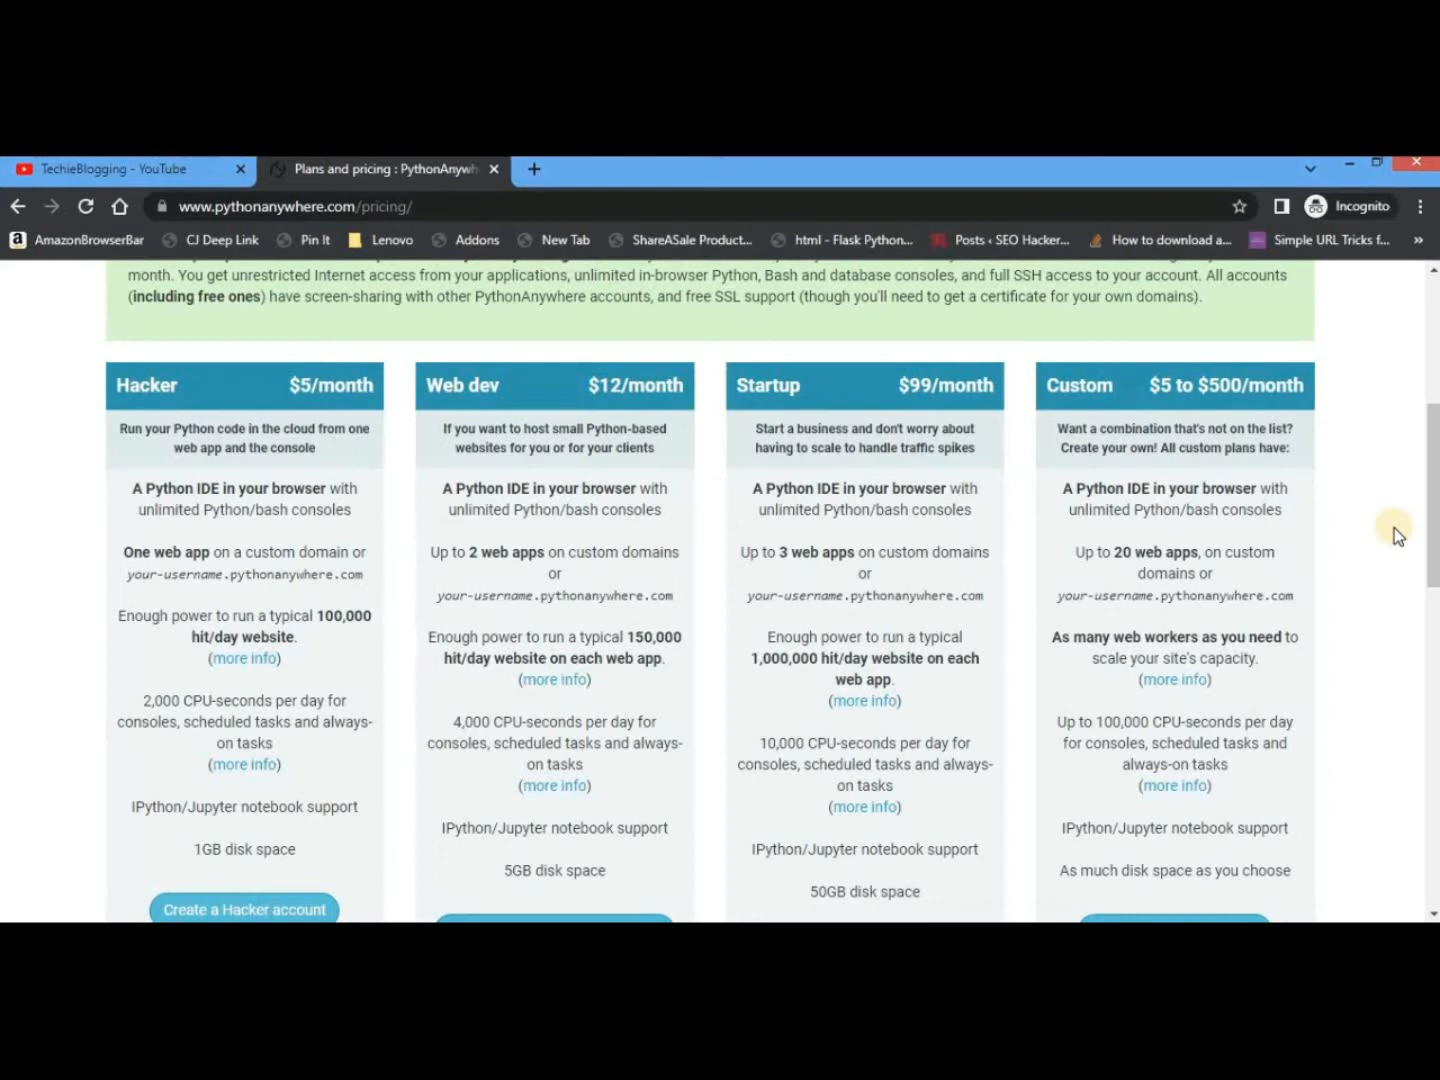 TechieBlogging - YouTube
Plans and pricing : PythonAnywh
www.pythonanywhere.com/pricing/
Incognito
AmazonBrowserBar
CJ Deep Link
Pin It
Lenovo
Addons
New Tab
ShareASale Product...
html - Flask Python...
Posts ‹ SEO Hacker...
How to download a...
Simple URL Tricks f...
»
month. You get unrestricted Internet access from your applications, unlimited in-browser Python, Bash and database consoles, and full SSH access to your account. All accounts
(including free ones) have screen-sharing with other PythonAnywhere accounts, and free SSL support (though you'll need to get a certificate for your own domains).
Hacker $5/month
Run your Python code in the cloud from one
web app and the console
A Python IDE in your browser with
unlimited Python/bash consoles
One web app on a custom domain or
your-username.pythonanywhere.com
Enough power to run a typical 100,000
hit/day website.
(more info)
2,000 CPU-seconds per day for
consoles, scheduled tasks and always-
on tasks
(more info)
IPython/Jupyter notebook support
1GB disk space
Create a Hacker account
Web dev $12/month
If you want to host small Python-based
websites for you or for your clients
A Python IDE in your browser with
unlimited Python/bash consoles
Up to 2 web apps on custom domains
or
your-username.pythonanywhere.com
Enough power to run a typical 150,000
hit/day website on each web app.
(more info)
4,000 CPU-seconds per day for
consoles, scheduled tasks and always-
on tasks
(more info)
IPython/Jupyter notebook support
5GB disk space
Startup $99/month
Start a business and don't worry about
having to scale to handle traffic spikes
A Python IDE in your browser with
unlimited Python/bash consoles
Up to 3 web apps on custom domains
or
your-username.pythonanywhere.com
Enough power to run a typical
1,000,000 hit/day website on each
web app.
(more info)
10,000 CPU-seconds per day for
consoles, scheduled tasks and always-
on tasks
(more info)
IPython/Jupyter notebook support
50GB disk space
Custom $5 to $500/month
Want a combination that's not on the list?
Create your own! All custom plans have:
A Python IDE in your browser with
unlimited Python/bash consoles
Up to 20 web apps, on custom
domains or
your-username.pythonanywhere.com
As many web workers as you need to
scale your site's capacity.
(more info)
Up to 100,000 CPU-seconds per day
for consoles, scheduled tasks and
always-on tasks
(more info)
IPython/Jupyter notebook support
As much disk space as you choose